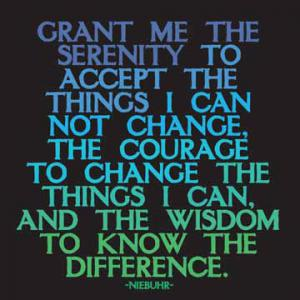 GRANT ME THE
SERENITY TO
ACCEPT THE
THINGS I CAN
NOT CHANGE,
THE COURAGE
TO CHANGE THE
THINGS I CAN,
AND THE WISDOM
TO KNOW THE
DIFFERENCE.
-NIEBUHR-